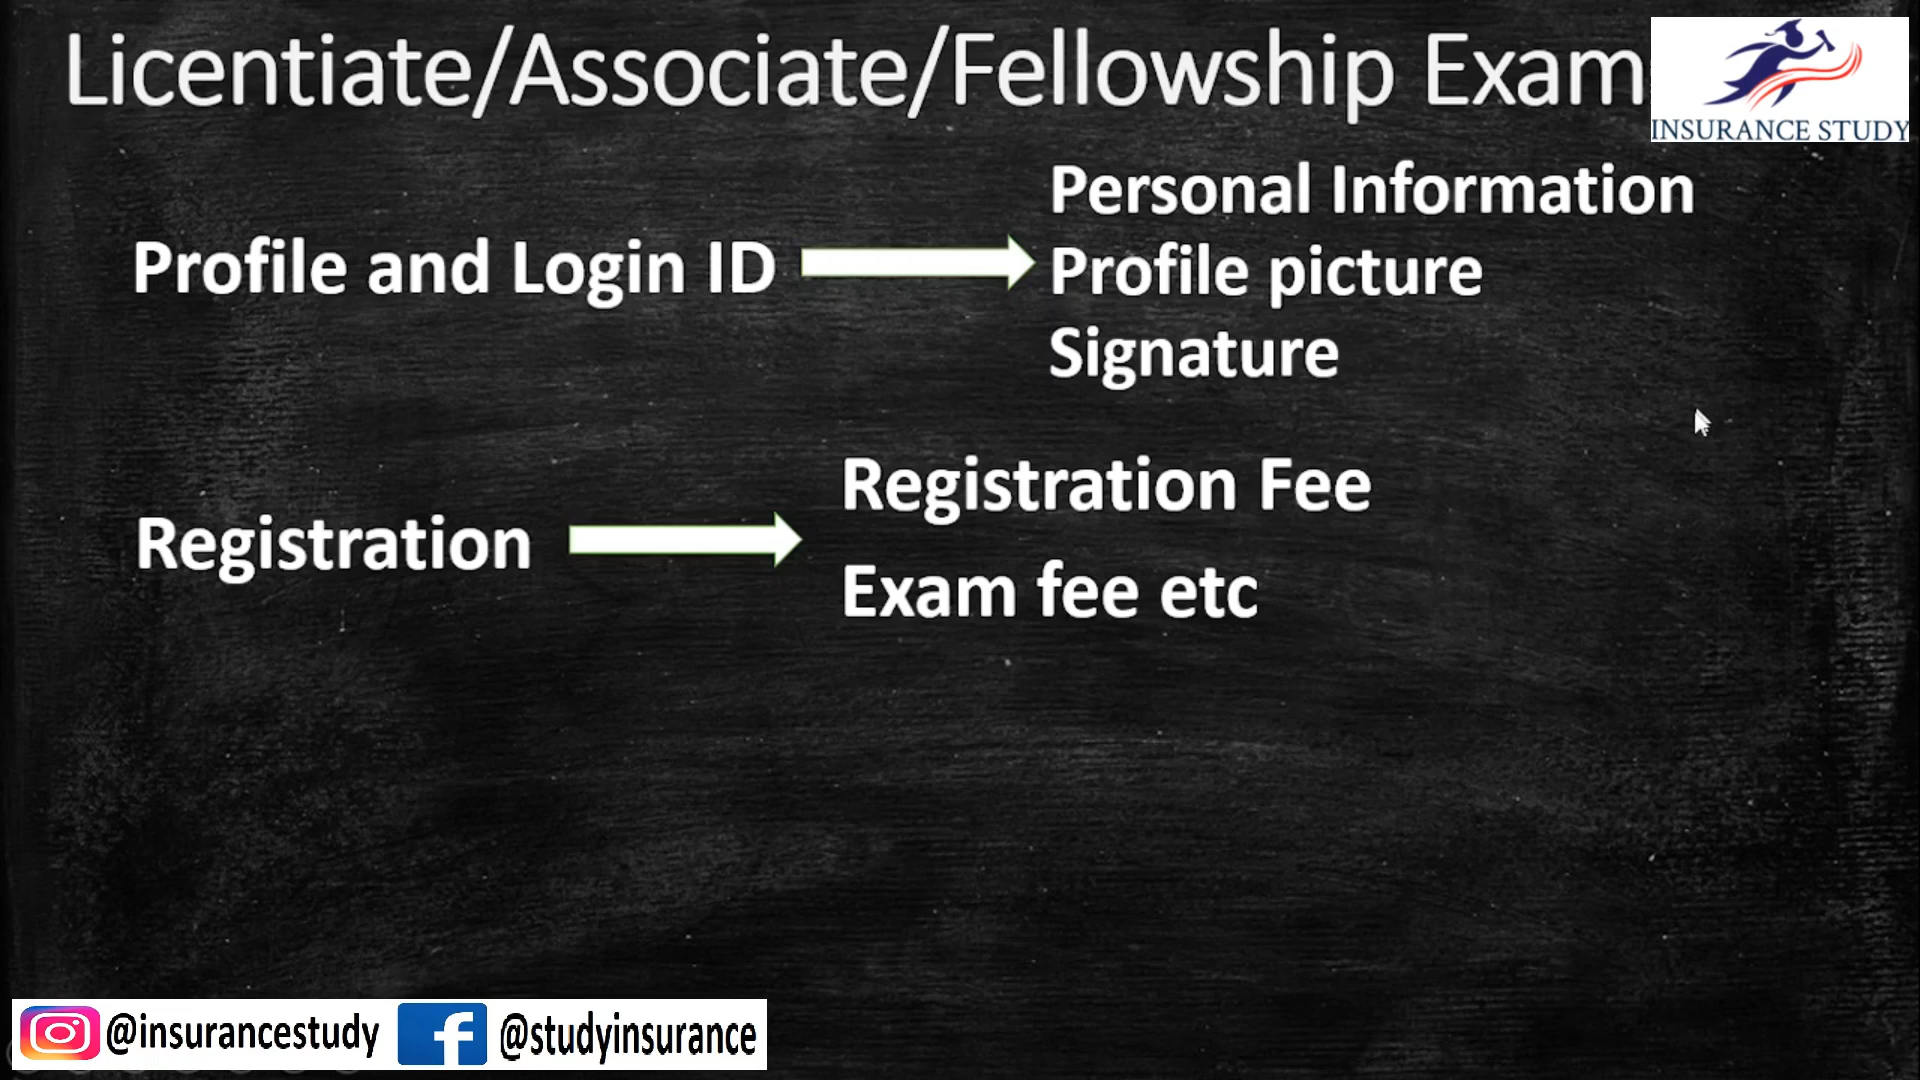 Licentiate/Associate/Fellowship Exam
INSURANCE STUDY
Personal Information
Profile and Login ID
Profile picture
Signature
Registration Fee
Registration
Exam fee etc
@insurancestudy
@studyinsurance